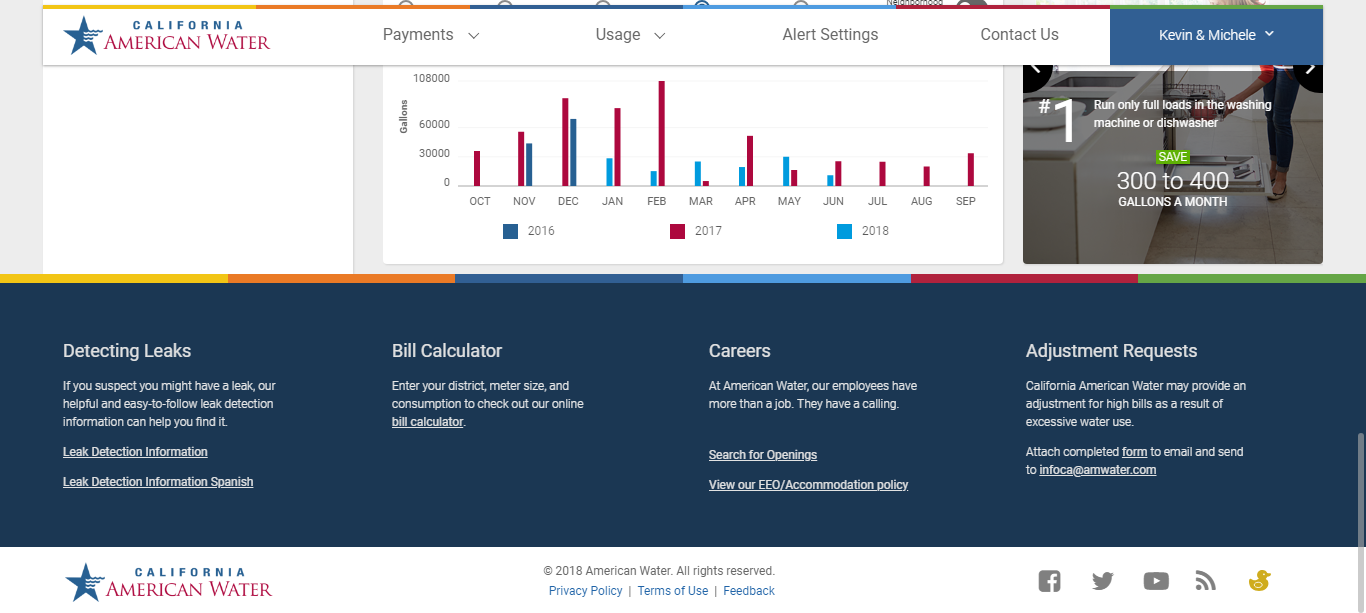 Neighborhood
CALIFORNIA
AMERICAN WATER
Payments
Usage
Alert Settings
Contact Us
Kevin & Michele
Gallons
108000
60000
30000
0
OCT NOV DEC JAN FEB MAR APR MAY JUN JUL AUG SEP
2016 2017 2018
#1
Run only full loads in the washing
machine or dishwasher
SAVE
300 to 400
GALLONS A MONTH
Detecting Leaks
If you suspect you might have a leak, our
helpful and easy-to-follow leak detection
information can help you find it.
Leak Detection Information
Leak Detection Information Spanish
Bill Calculator
Enter your district, meter size, and
consumption to check out our online
bill calculator.
Careers
At American Water, our employees have
more than a job. They have a calling.
Search for Openings
View our EEO/Accommodation policy
Adjustment Requests
California American Water may provide an
adjustment for high bills as a result of
excessive water use.
Attach completed form to email and send
to infoca@amwater.com
CALIFORNIA
AMERICAN WATER
© 2018 American Water. All rights reserved.
Privacy Policy | Terms of Use | Feedback